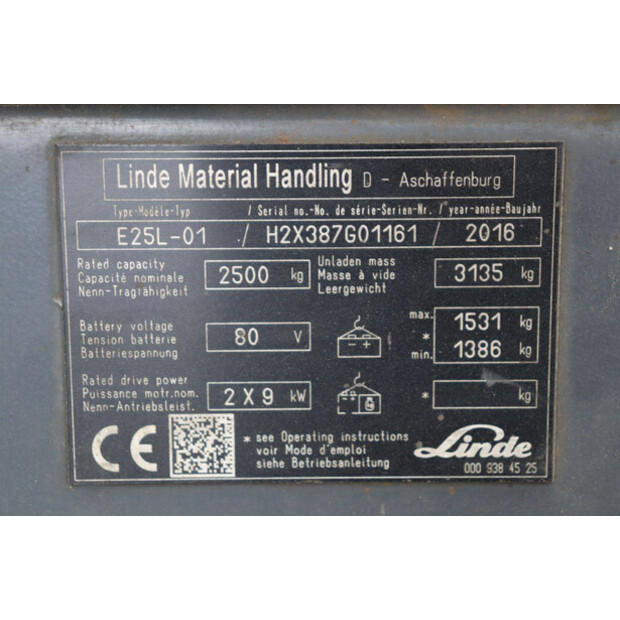 Linde Material Handling D - Aschaffenburg
Type-Modèle-Typ / Serial no.-No. de série-Serien-Nr. / year-année-Baujahr
E25L-01 / H2X387G01161 / 2016
Rated capacity
Capacité nominale
Nenn-Tragfähigkeit
2500 kg
Unladen mass
Masse à vide
Leergewicht
3135 kg
Battery voltage
Tension batterie
Batteriespannung
80 V
- +
max. 1531 kg
*
min. 1386 kg
Rated drive power
Puissance motr.nom.
Nenn-Antriebsleist.
2 X 9 kW
* kg
CE
* see Operating instructions
voir Mode d'emploi
siehe Betriebsanleitung
Linde
000 938 45 25